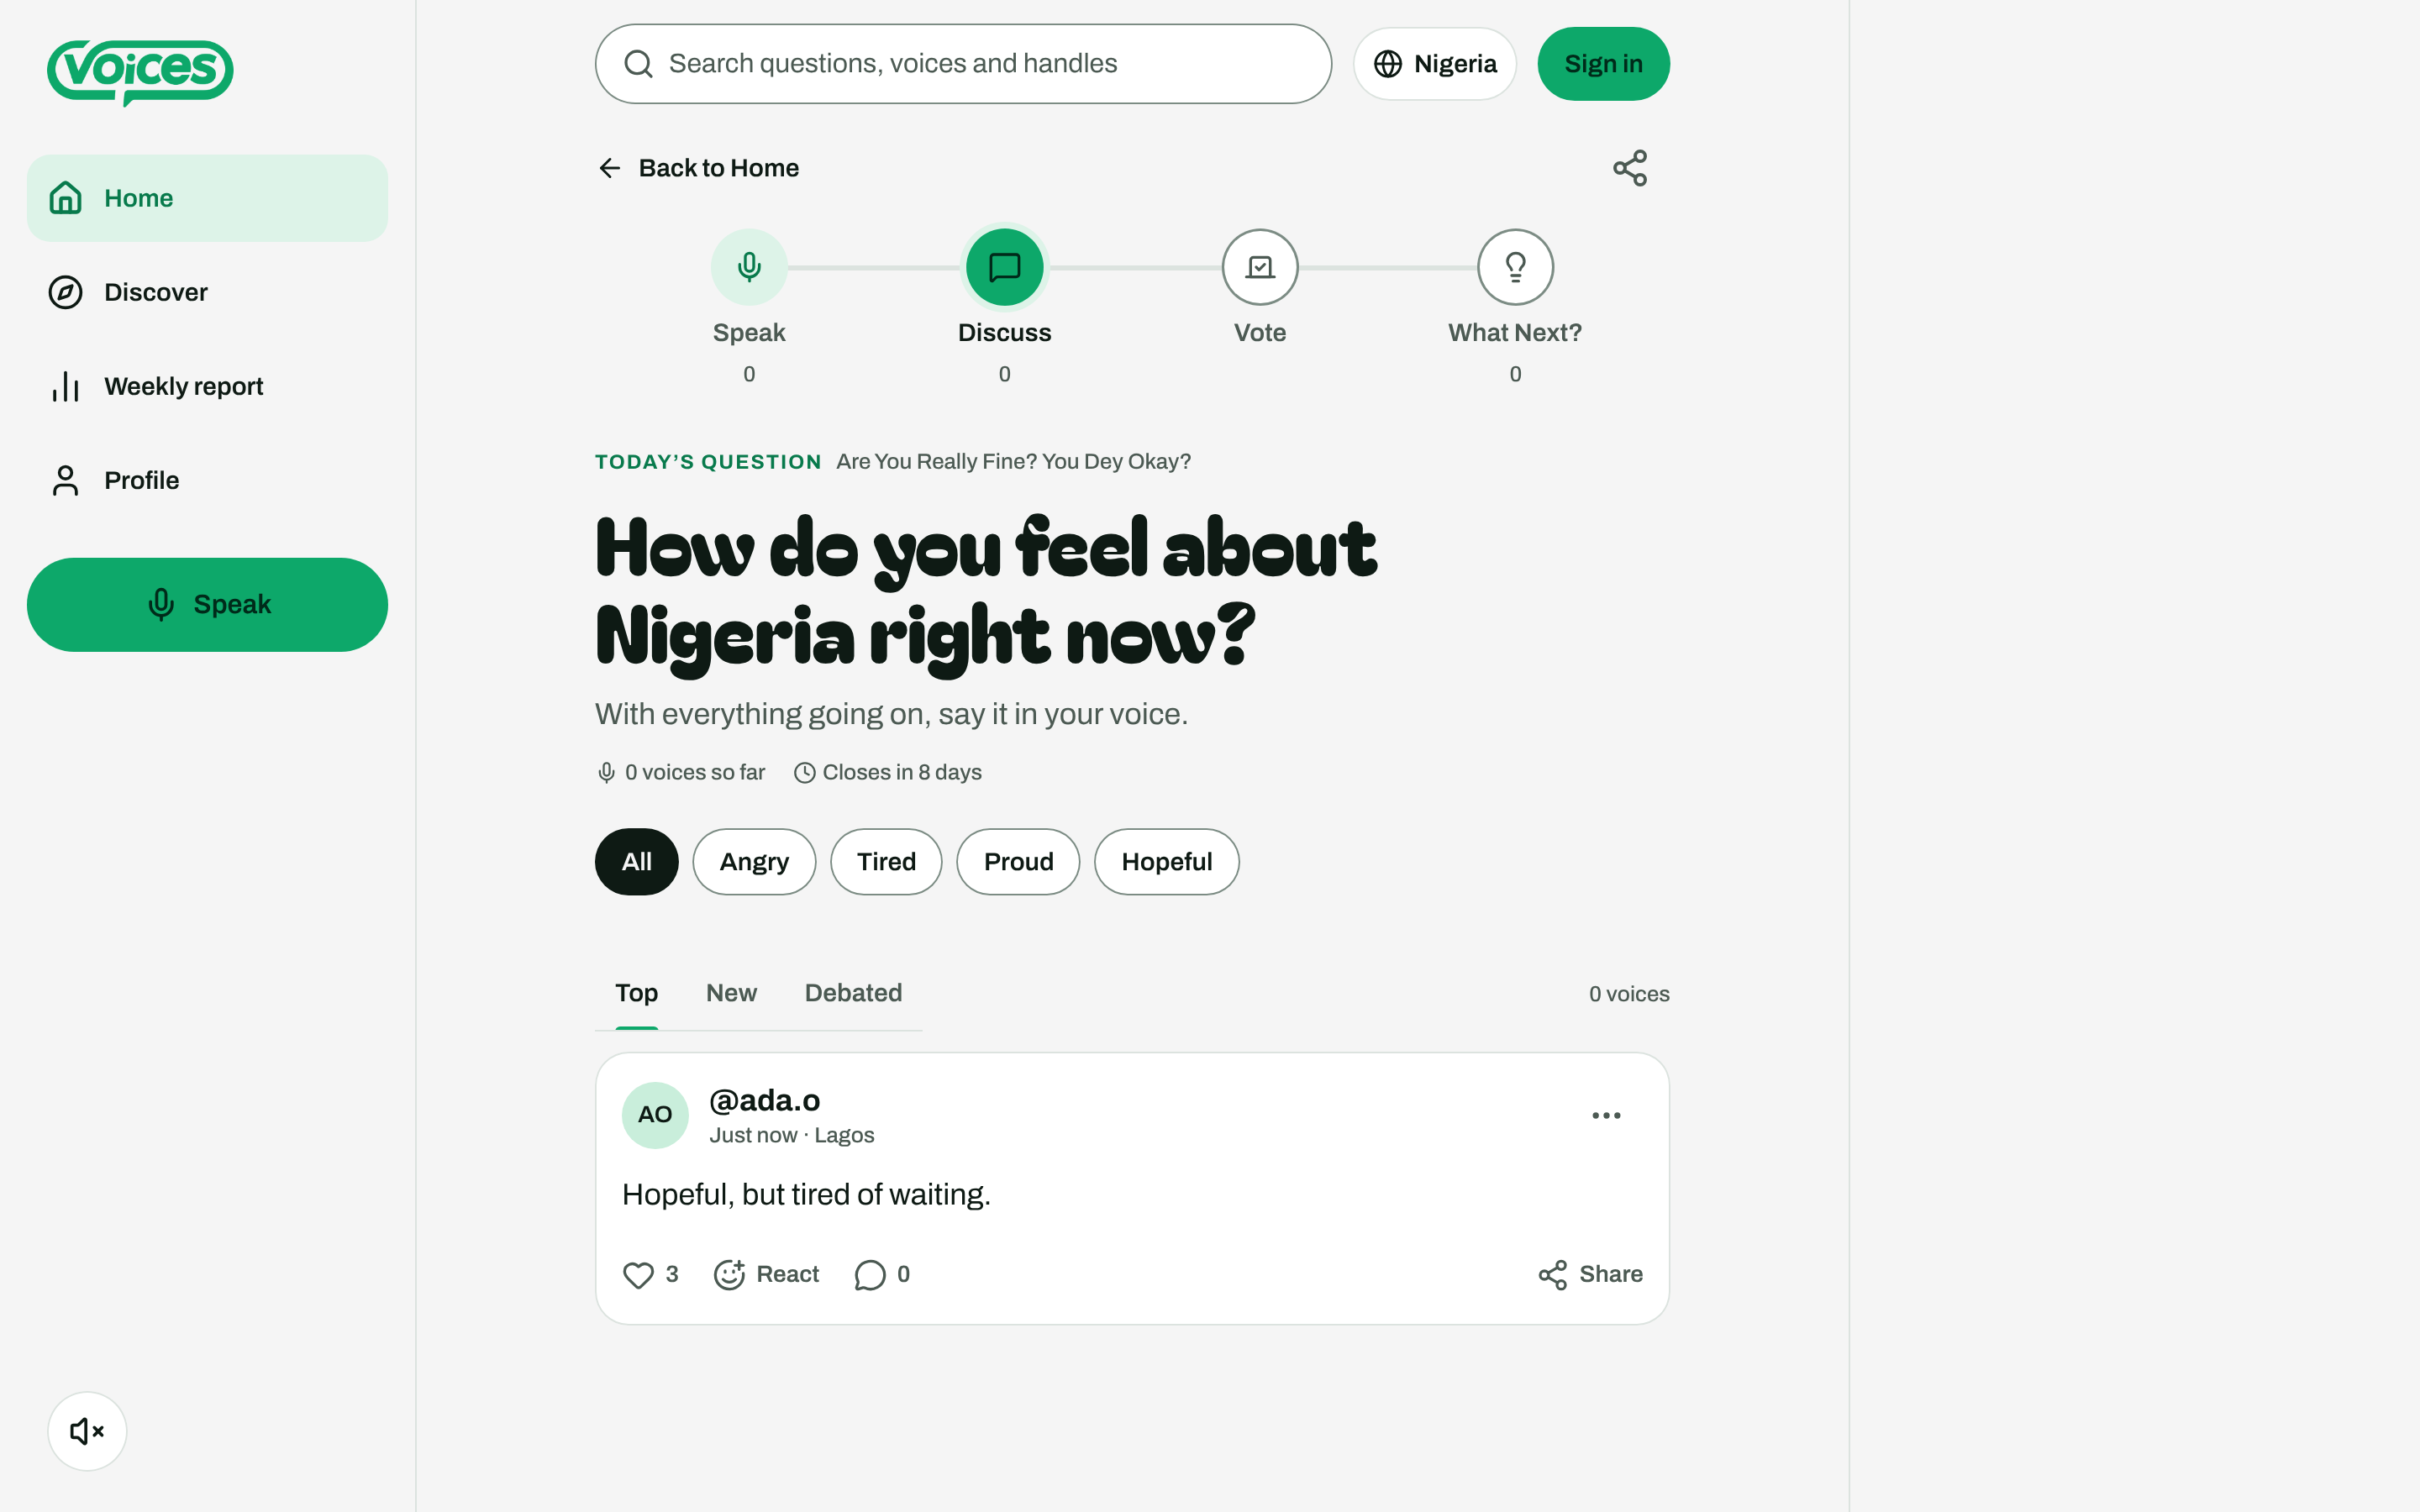 voices
Search questions, voices and handles
Nigeria
Sign in
Home
Discover
Weekly report
Profile
Speak
Back to Home
Speak
0
Discuss
0
Vote
What Next?
0
TODAY’S QUESTION Are You Really Fine? You Dey Okay?
How do you feel about
Nigeria right now?
With everything going on, say it in your voice.
0 voices so far Closes in 8 days
All Angry Tired Proud Hopeful
Top New Debated 0 voices
AO
@ada.o
Just now · Lagos
Hopeful, but tired of waiting.
3 React 0 Share